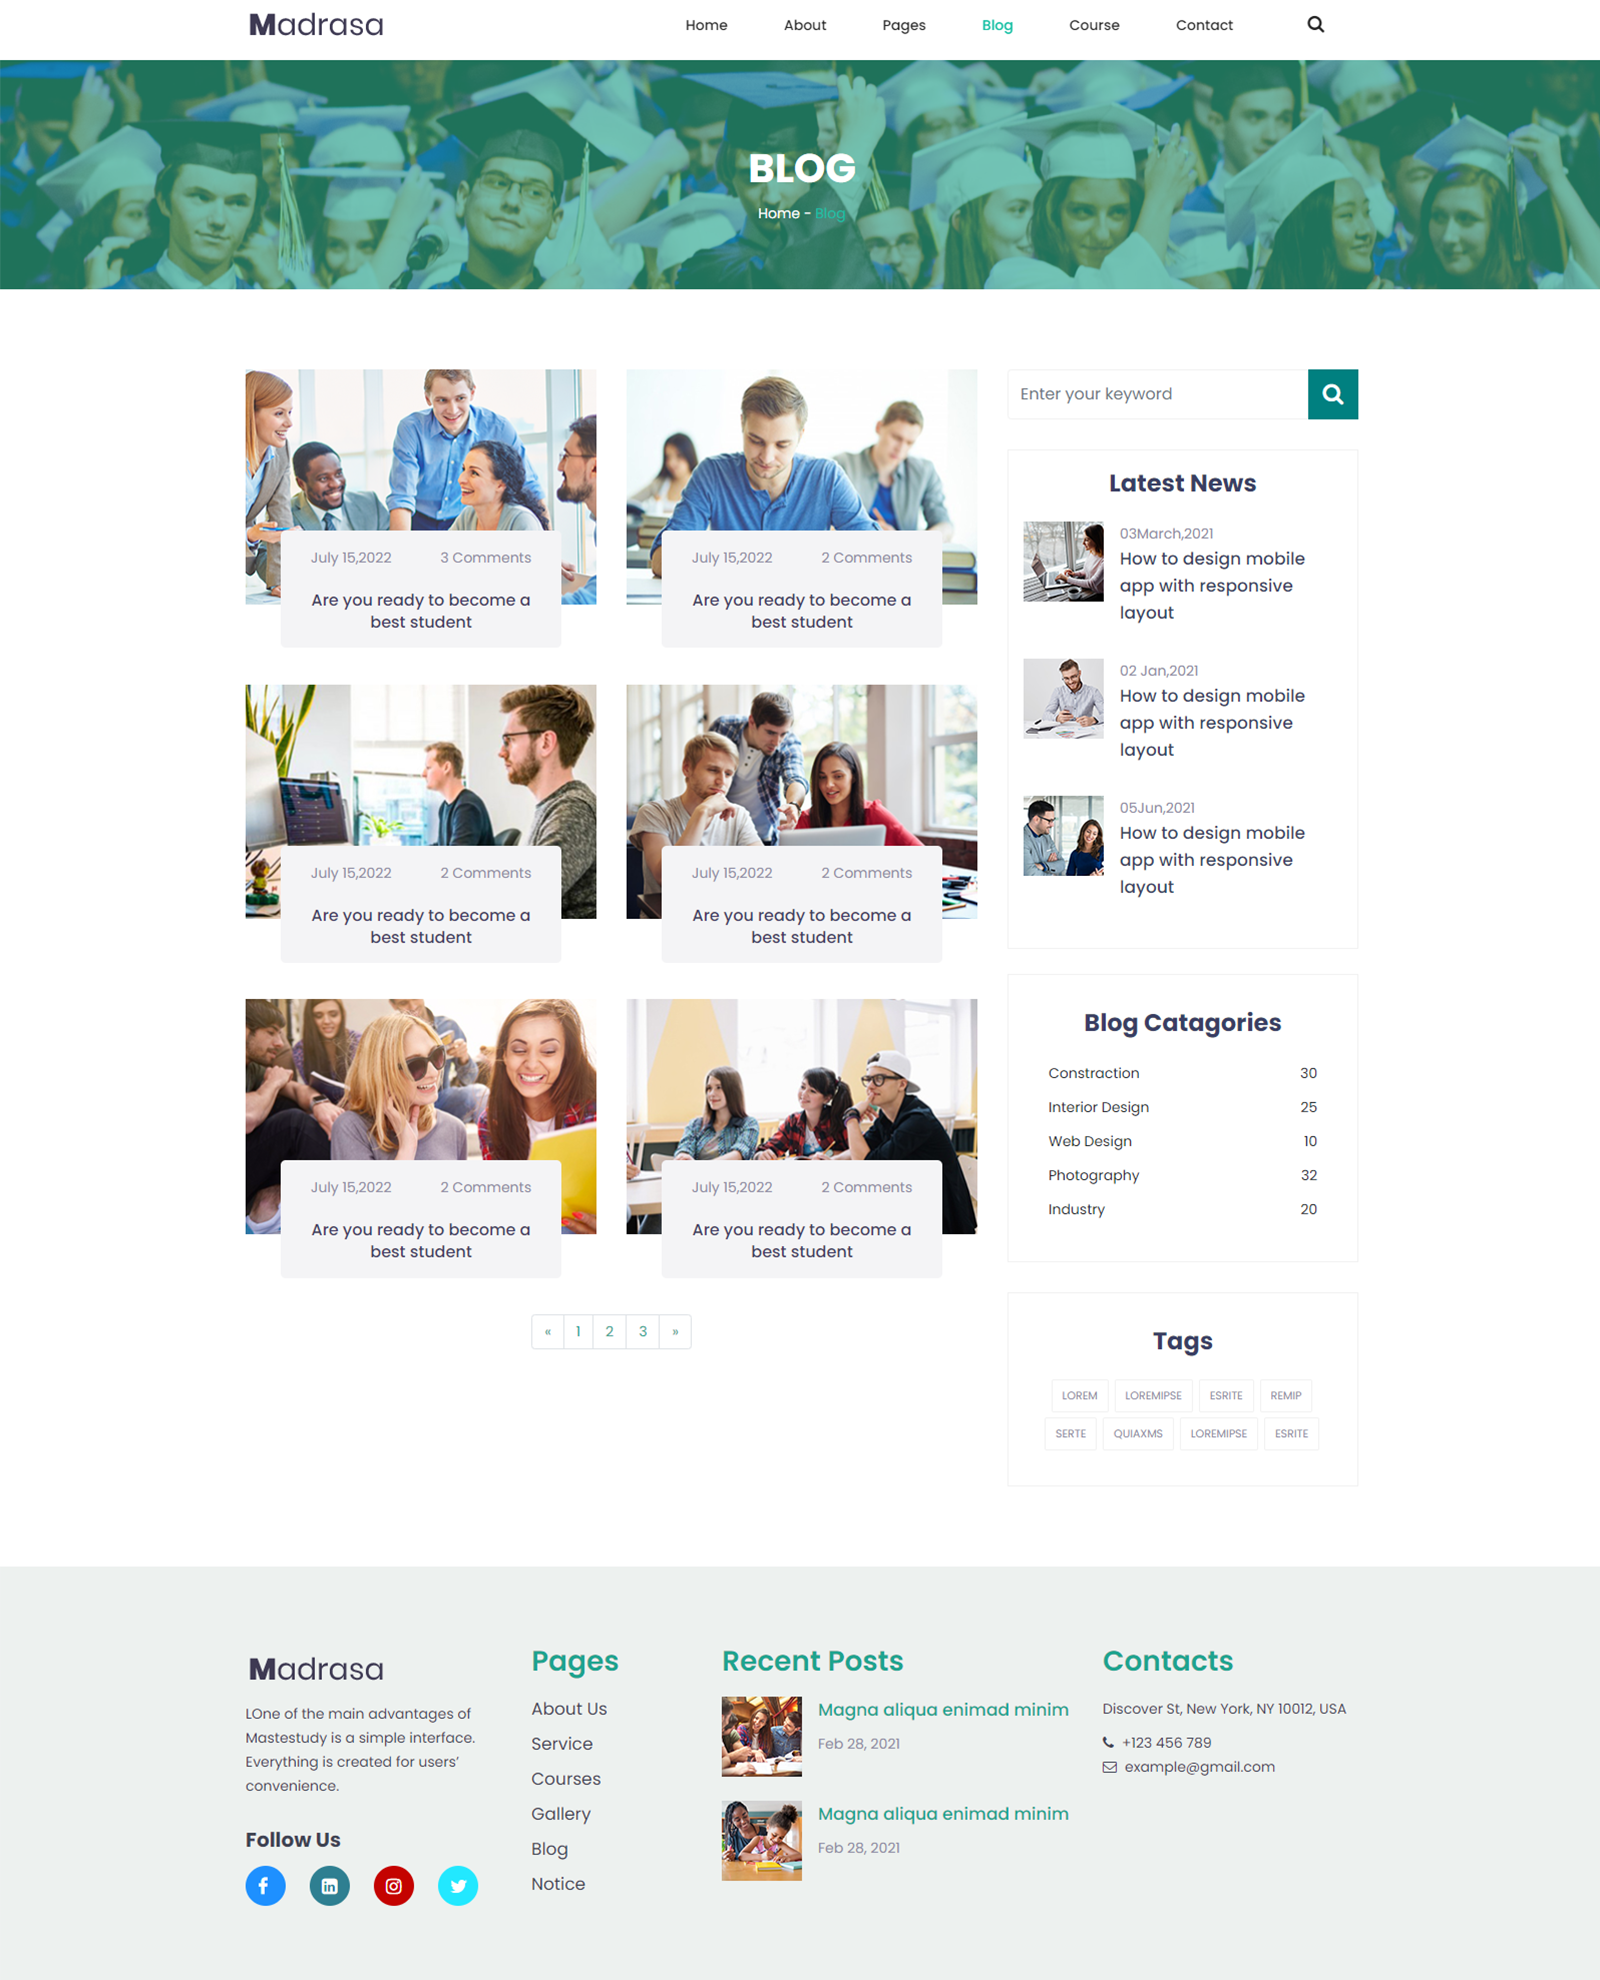 Madrasa
Home About Pages Blog Course Contact
BLOG
Home - Blog
July 15,2022 3 Comments
Are you ready to become a
best student
July 15,2022 2 Comments
Are you ready to become a
best student
July 15,2022 2 Comments
Are you ready to become a
best student
July 15,2022 2 Comments
Are you ready to become a
best student
July 15,2022 2 Comments
Are you ready to become a
best student
July 15,2022 2 Comments
Are you ready to become a
best student
« 1 2 3 »
Enter your keyword
Latest News
03March,2021
How to design mobile
app with responsive
layout
02 Jan,2021
How to design mobile
app with responsive
layout
05Jun,2021
How to design mobile
app with responsive
layout
Blog Catagories
Constraction 30
Interior Design 25
Web Design 10
Photography 32
Industry 20
Tags
LOREM LOREMIPSE ESRITE REMIP
SERTE QUIAXMS LOREMIPSE ESRITE
Madrasa
LOne of the main advantages of
Mastestudy is a simple interface.
Everything is created for users’
convenience.
Follow Us
Pages
About Us
Service
Courses
Gallery
Blog
Notice
Recent Posts
Magna aliqua enimad minim
Feb 28, 2021
Magna aliqua enimad minim
Feb 28, 2021
Contacts
Discover St, New York, NY 10012, USA
+123 456 789
example@gmail.com